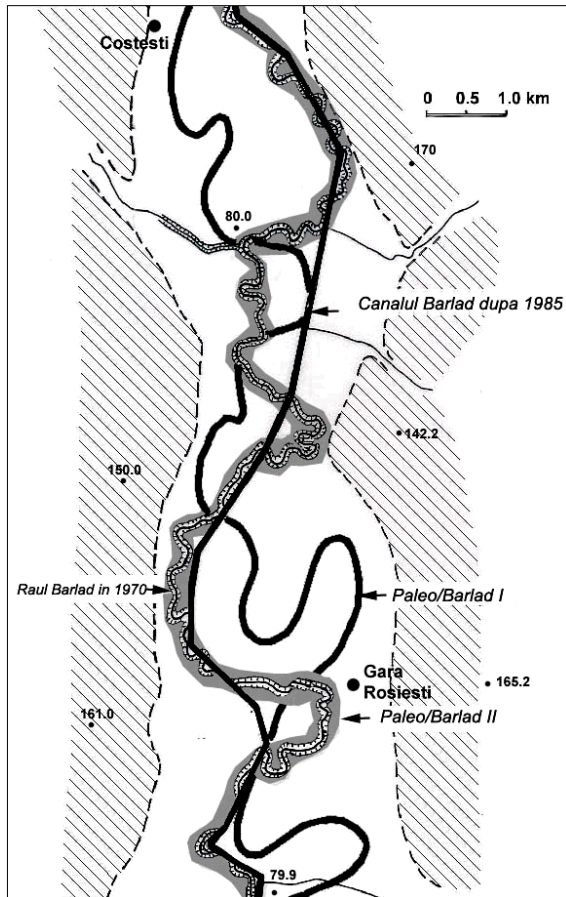 Costesti
0 0.5 1.0 km
170
80.0
Canalul Barlad dupa 1985
142.2
150.0
Raul Barlad in 1970
Paleo/Barlad I
Gara
Rosiesti
165.2
161.0
Paleo/Barlad II
79.9